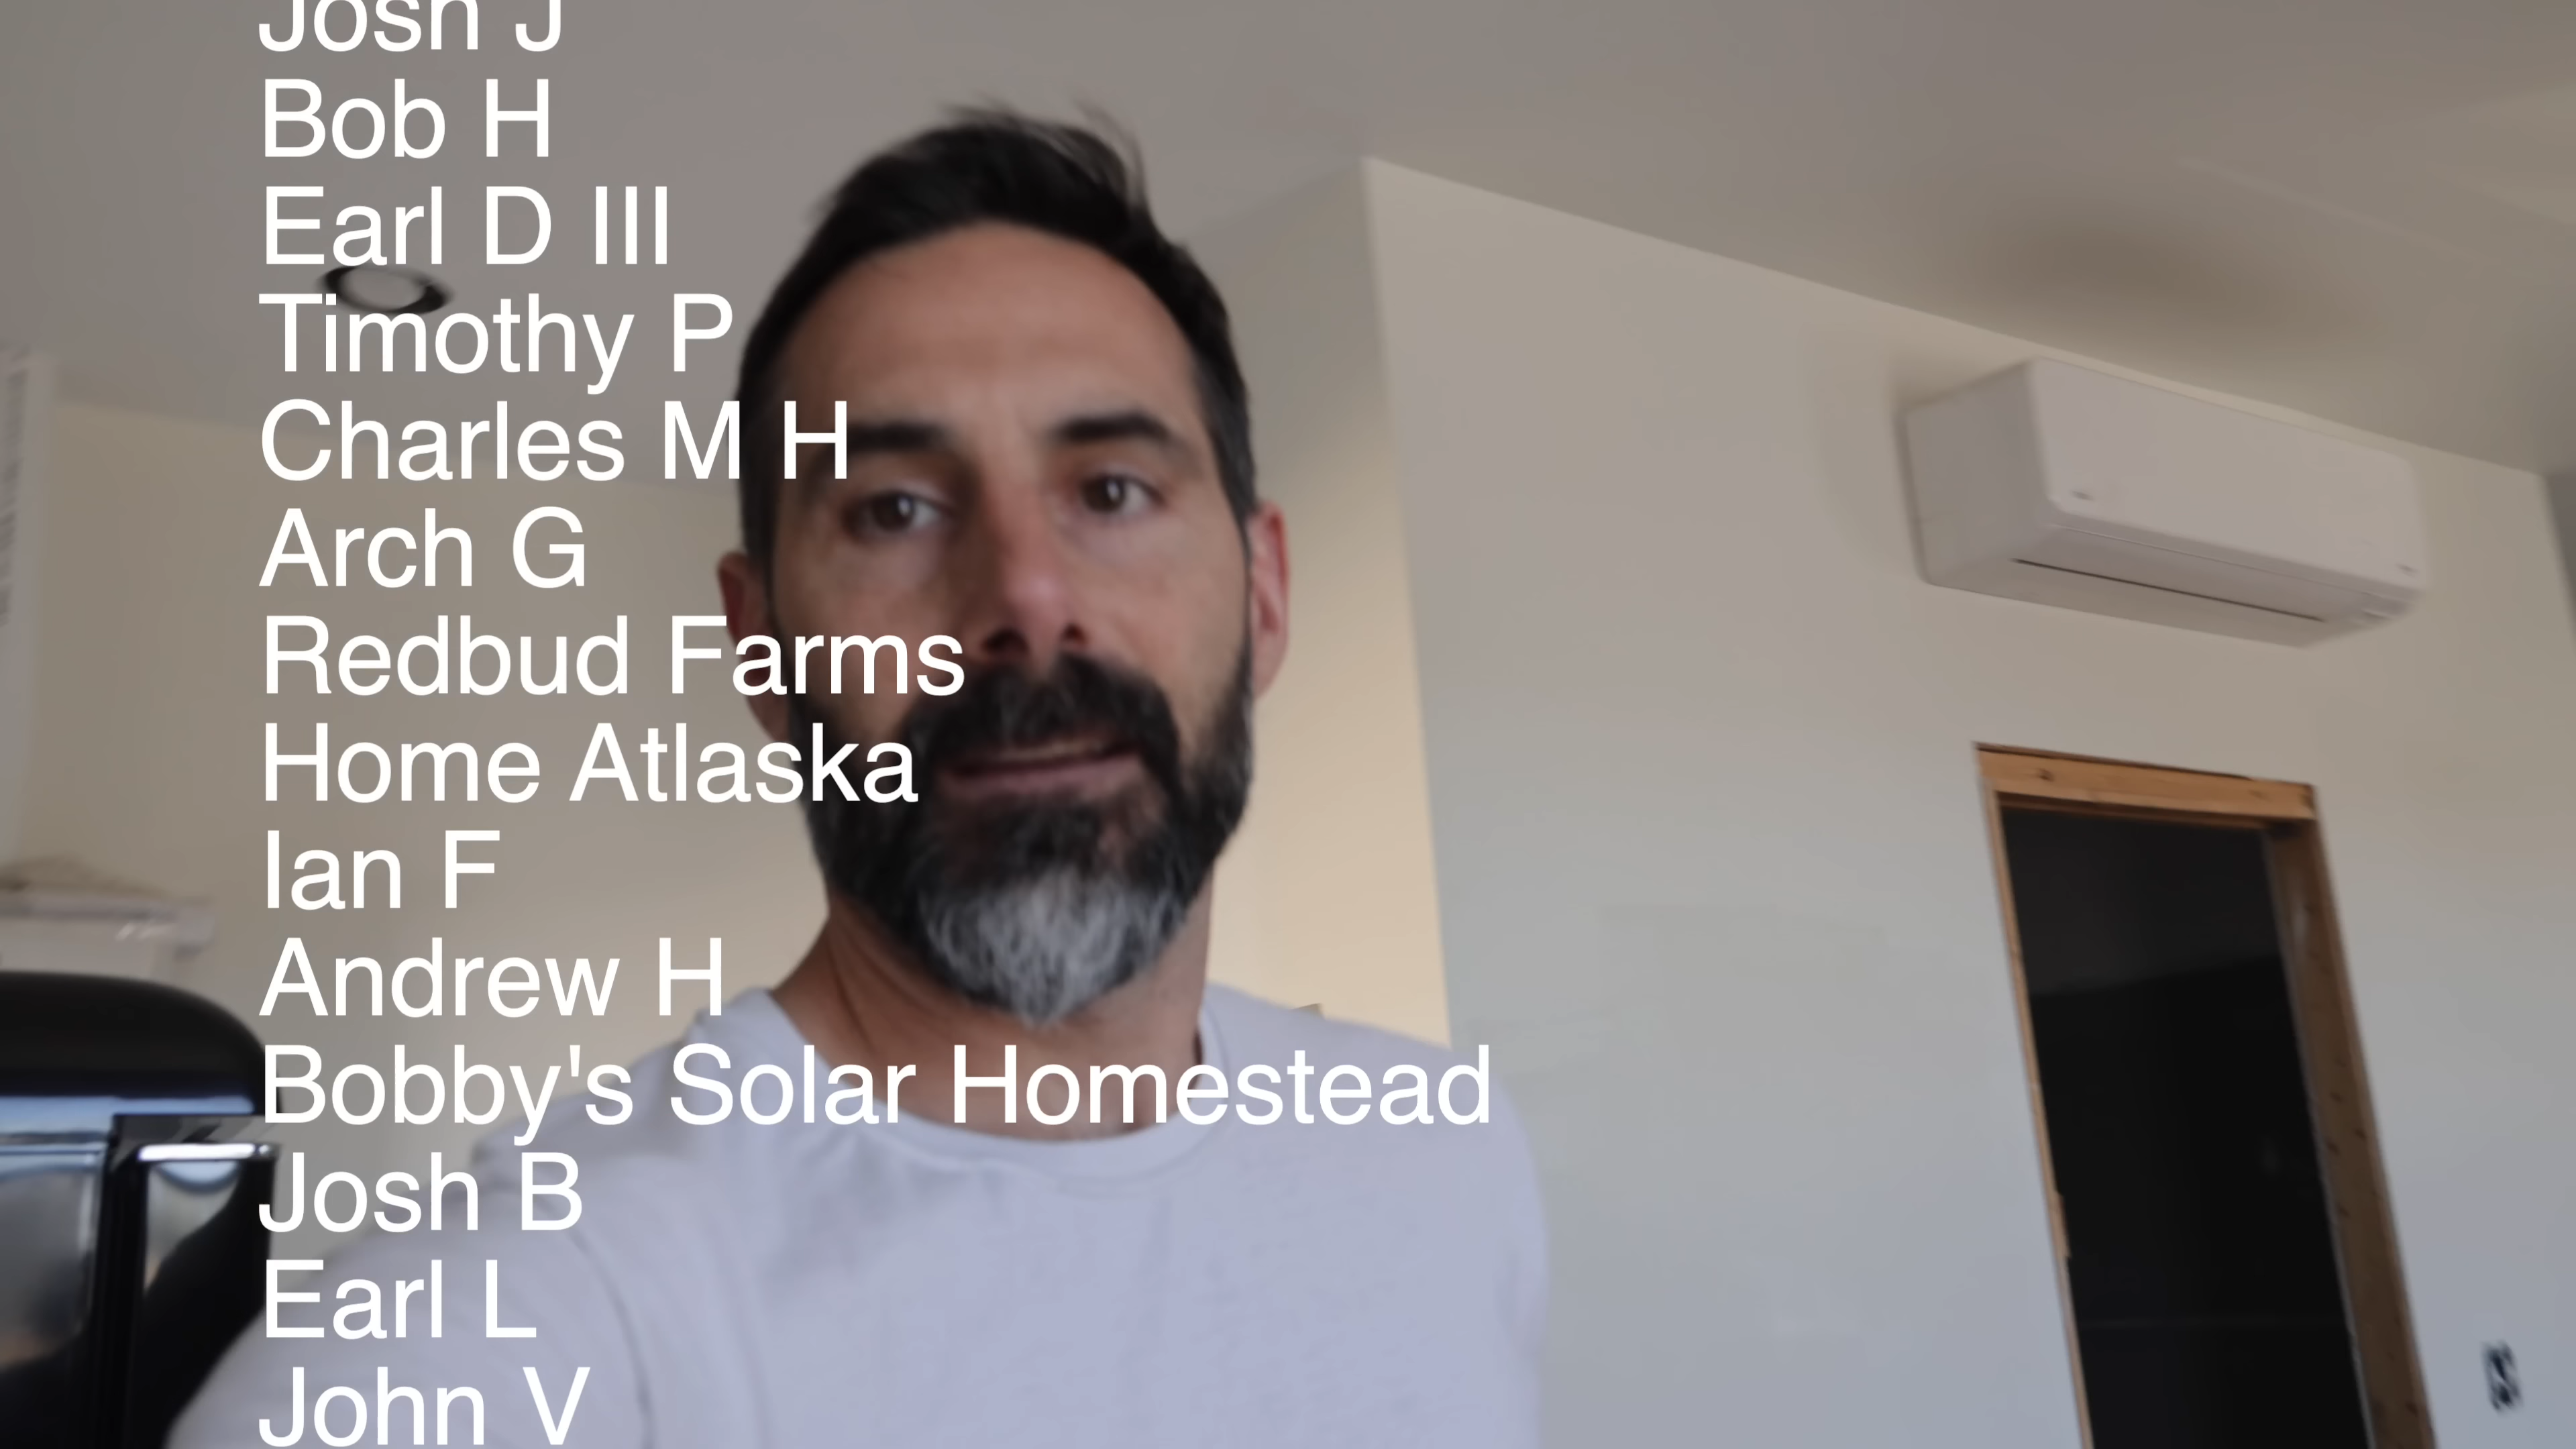 Josh J
Bob H
Earl D III
Timothy P
Charles M H
Arch G
Redbud Farms
Home Atlaska
Ian F
Andrew H
Bobby's Solar Homestead
Josh B
Earl L
John V